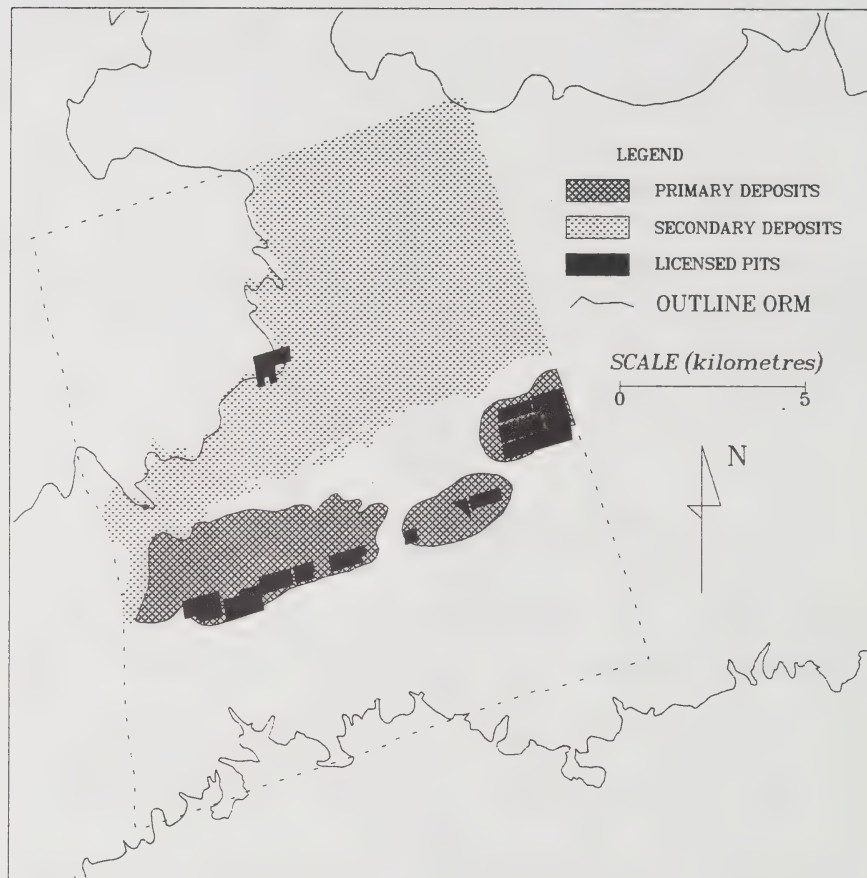 LEGEND
PRIMARY DEPOSITS
SECONDARY DEPOSITS
LICENSED PITS
OUTLINE ORM
SCALE (kilometres)
0 5
N